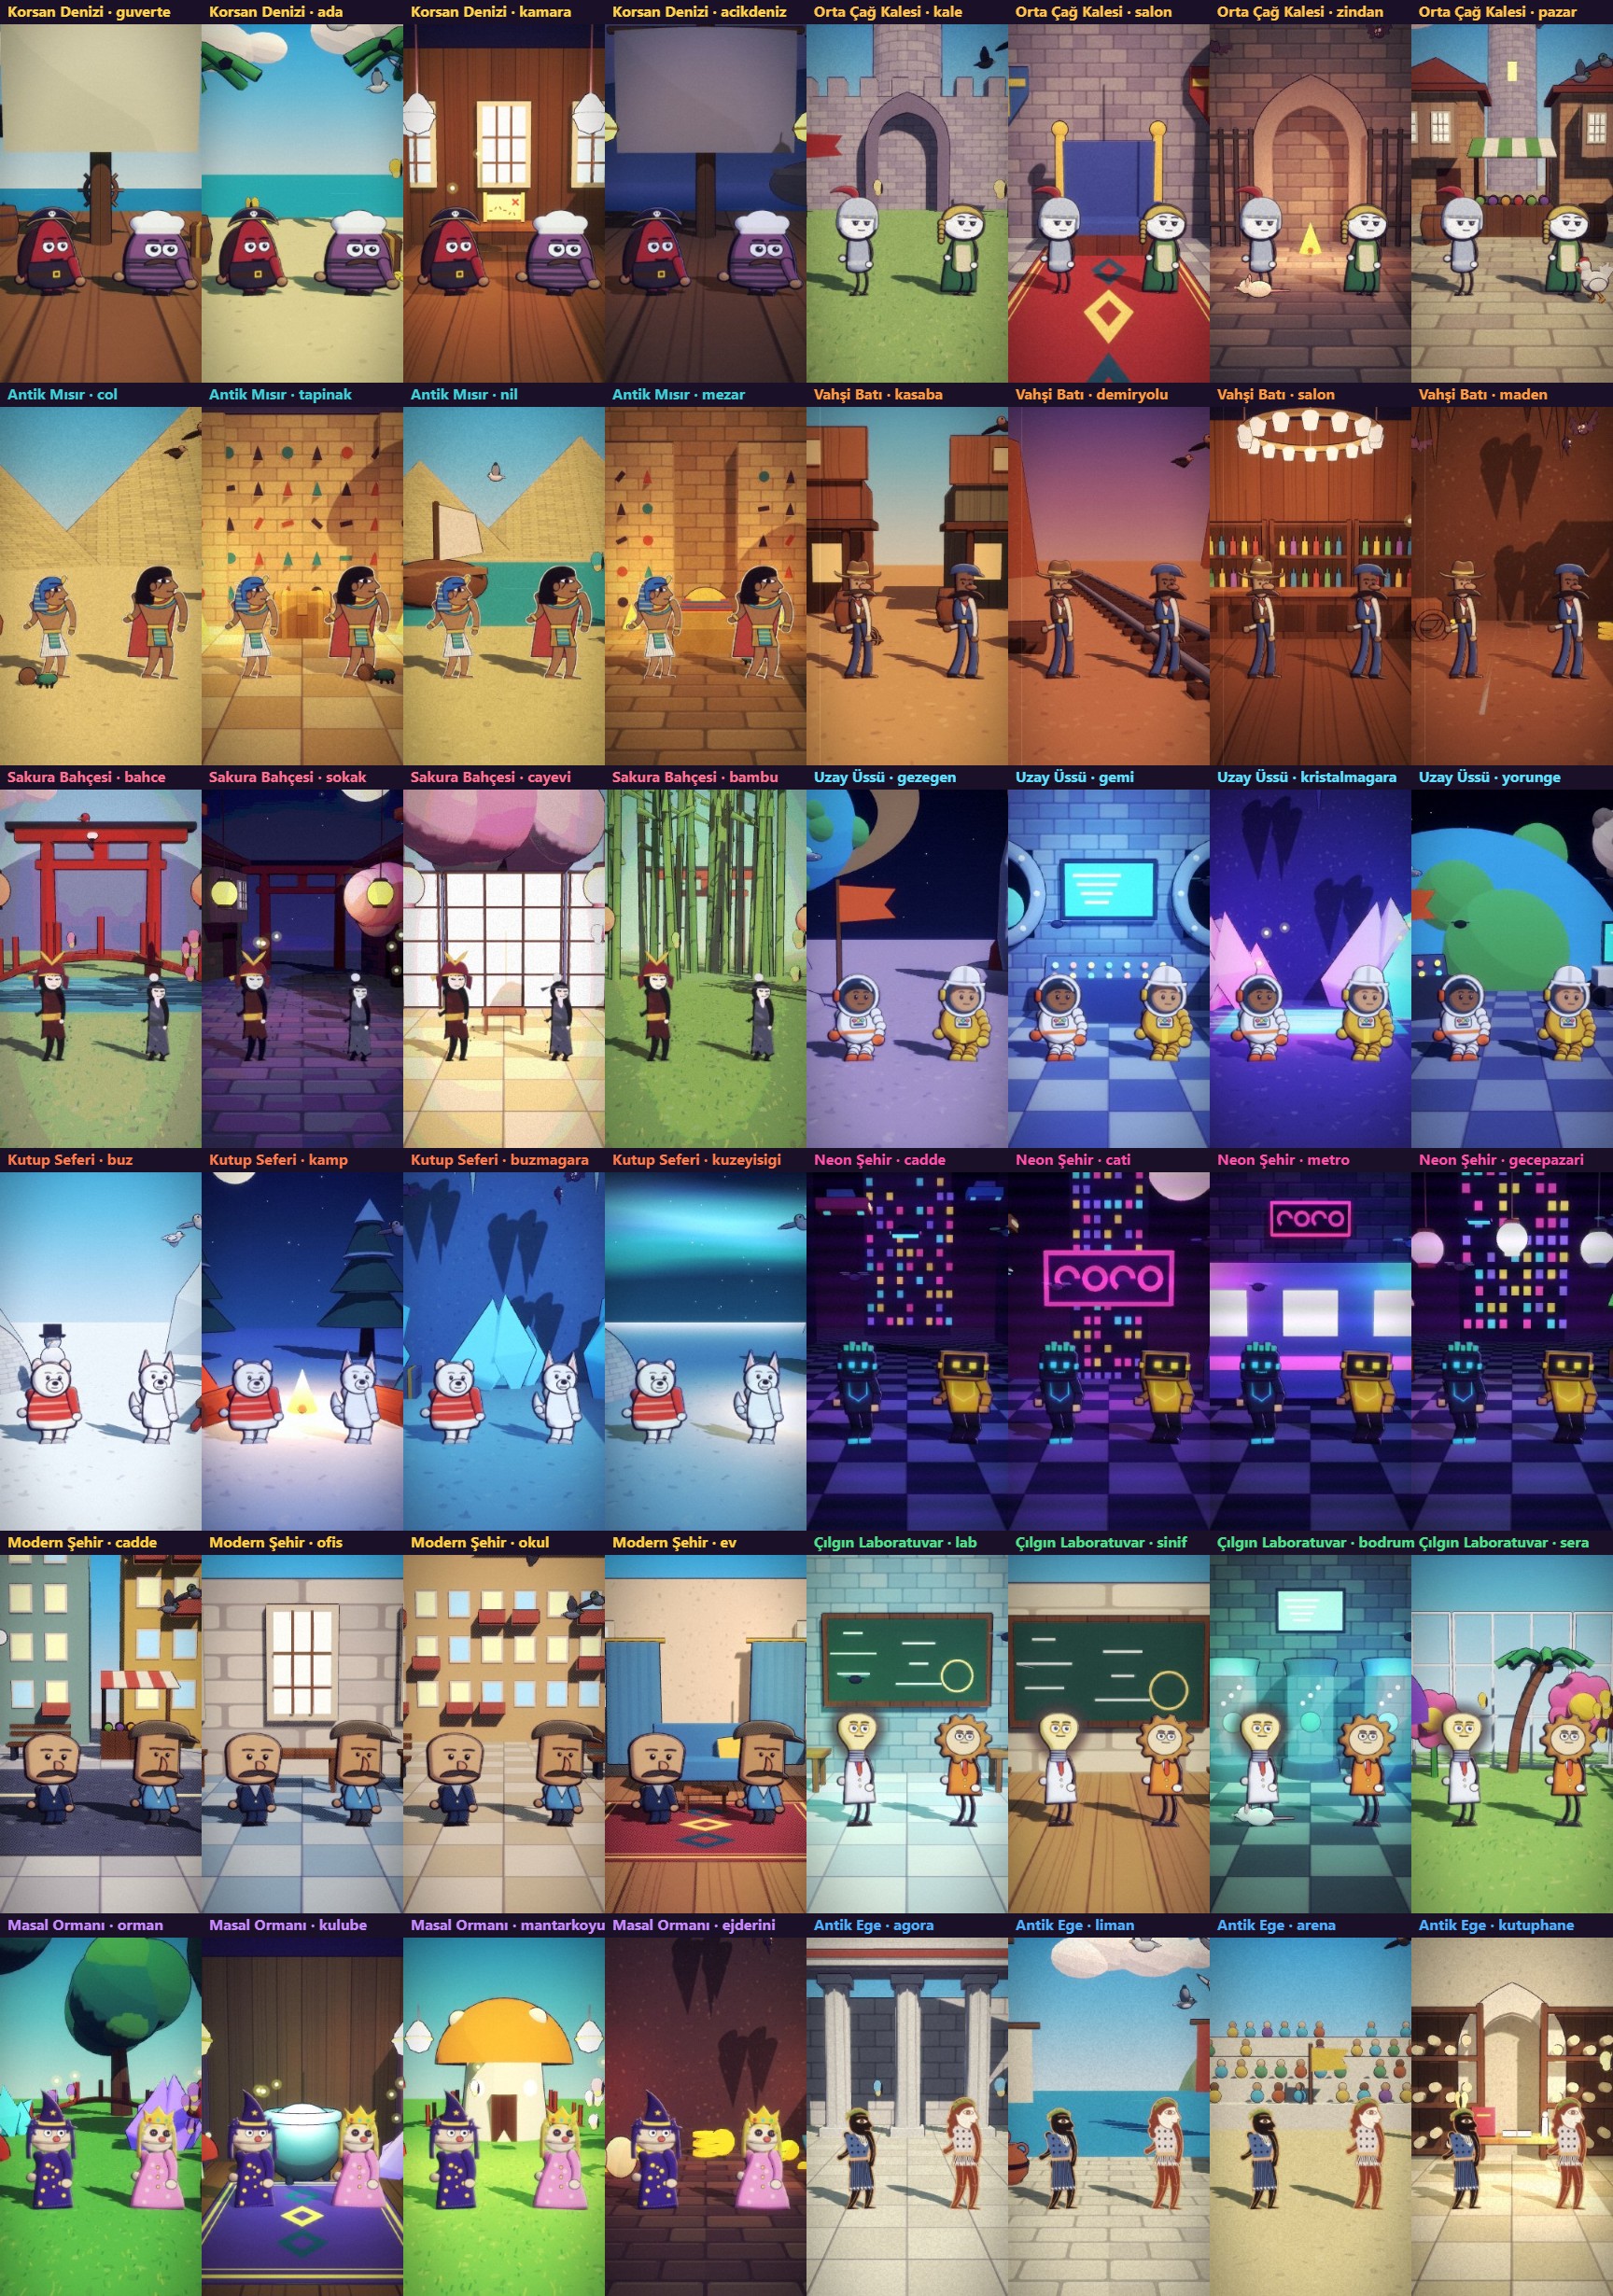 Korsan Denizi · guverte
Korsan Denizi · ada
Korsan Denizi · kamara
Korsan Denizi · acikdeniz
Orta Çağ Kalesi · kale
Orta Çağ Kalesi · salon
Orta Çağ Kalesi · zindan
Orta Çağ Kalesi · pazar
Antik Mısır · col
Antik Mısır · tapinak
Antik Mısır · nil
Antik Mısır · mezar
Vahşi Batı · kasaba
Vahşi Batı · demiryolu
Vahşi Batı · salon
Vahşi Batı · maden
Sakura Bahçesi · bahce
Sakura Bahçesi · sokak
Sakura Bahçesi · cayevi
Sakura Bahçesi · bambu
Uzay Üssü · gezegen
Uzay Üssü · gemi
Uzay Üssü · kristalmagara
Uzay Üssü · yorunge
Kutup Seferi · buz
Kutup Seferi · kamp
Kutup Seferi · buzmagara
Kutup Seferi · kuzeyisigi
Neon Şehir · cadde
Neon Şehir · cati
Neon Şehir · metro
Neon Şehir · gecepazari
Modern Şehir · cadde
Modern Şehir · ofis
Modern Şehir · okul
Modern Şehir · ev
Çılgın Laboratuvar · lab
Çılgın Laboratuvar · sinif
Çılgın Laboratuvar · bodrum
Çılgın Laboratuvar · sera
Masal Ormanı · orman
Masal Ormanı · kulube
Masal Ormanı · mantarkoyu
Masal Ormanı · ejderini
Antik Ege · agora
Antik Ege · liman
Antik Ege · arena
Antik Ege · kutuphane